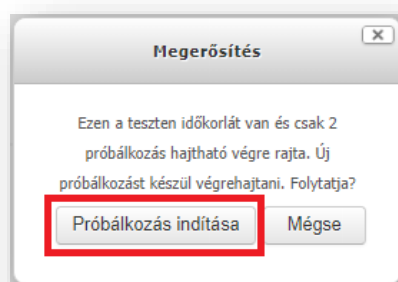 Megerősítés
Ezen a teszten időkorlát van és csak 2
próbálkozás hajtható végre rajta. Új
próbálkozást készül végrehajtani. Folytatja?
Próbálkozás indítása Mégse